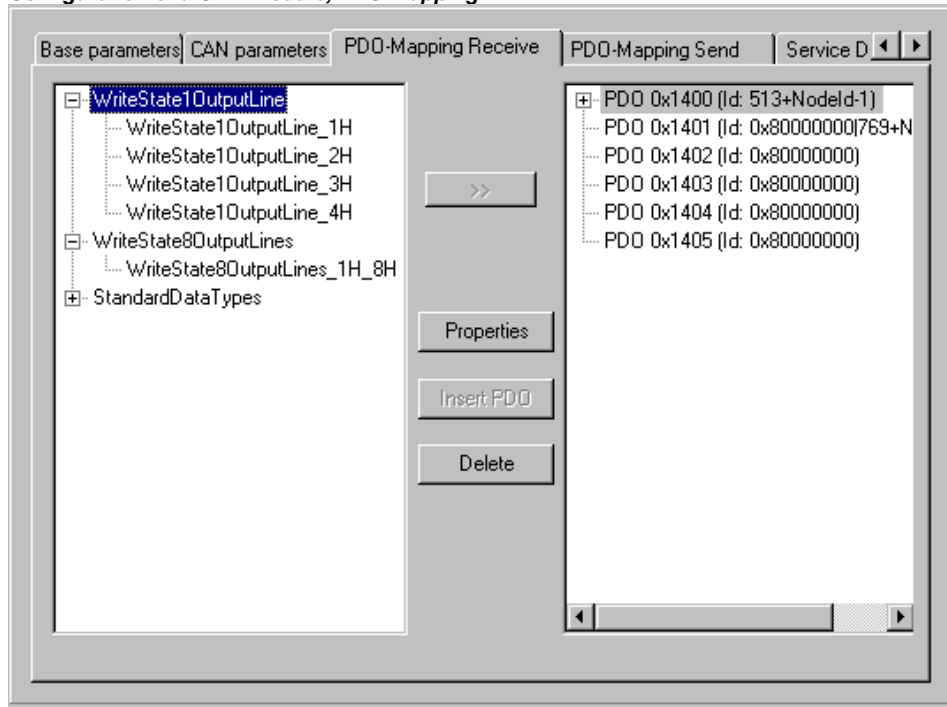 Base parameters CAN parameters PDO-Mapping Receive PDO-Mapping Send Service D
WriteState1OutputLine
WriteState1OutputLine_1H
WriteState1OutputLine_2H
WriteState1OutputLine_3H
WriteState1OutputLine_4H
WriteState8OutputLines
WriteState8OutputLines_1H_8H
StandardDataTypes
>>
Properties
Insert PDO
Delete
PDO 0x1400 (Id: 513+NodeId-1)
PDO 0x1401 (Id: 0x80000000|769+N
PDO 0x1402 (Id: 0x80000000)
PDO 0x1403 (Id: 0x80000000)
PDO 0x1404 (Id: 0x80000000)
PDO 0x1405 (Id: 0x80000000)